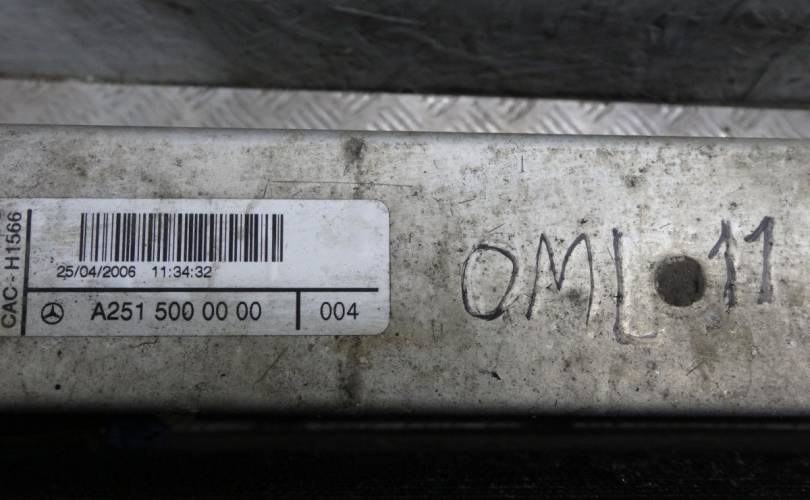 CAC - H1566
25/04/2006 11:34:32
A251 500 00 00 004
OML 11